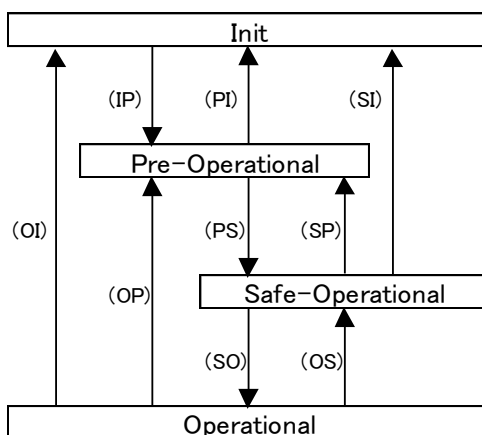 Init
(IP) (PI) (SI)
Pre-Operational
(OI) (PS) (SP)
(OP) Safe-Operational
(SO) (OS)
Operational